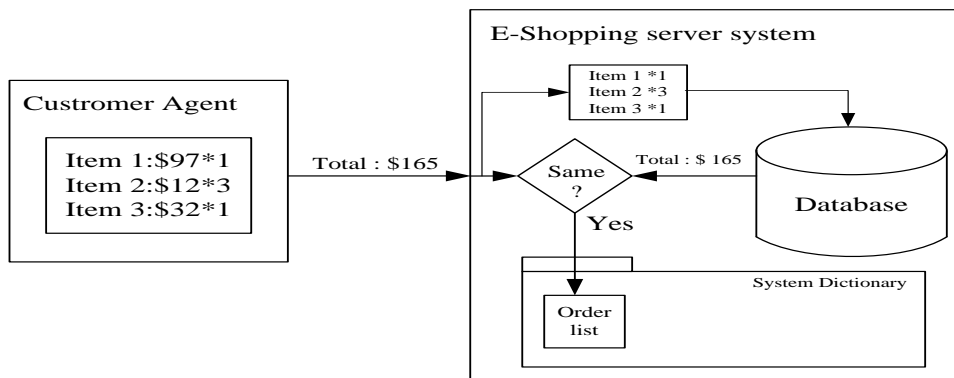 E-Shopping server system
Custromer Agent
Item 1:$97*1
Item 2:$12*3
Item 3:$32*1
Total : $165
Item 1 *1
Item 2 *3
Item 3 *1
Same
?
Total : $ 165
Database
Yes
System Dictionary
Order
list